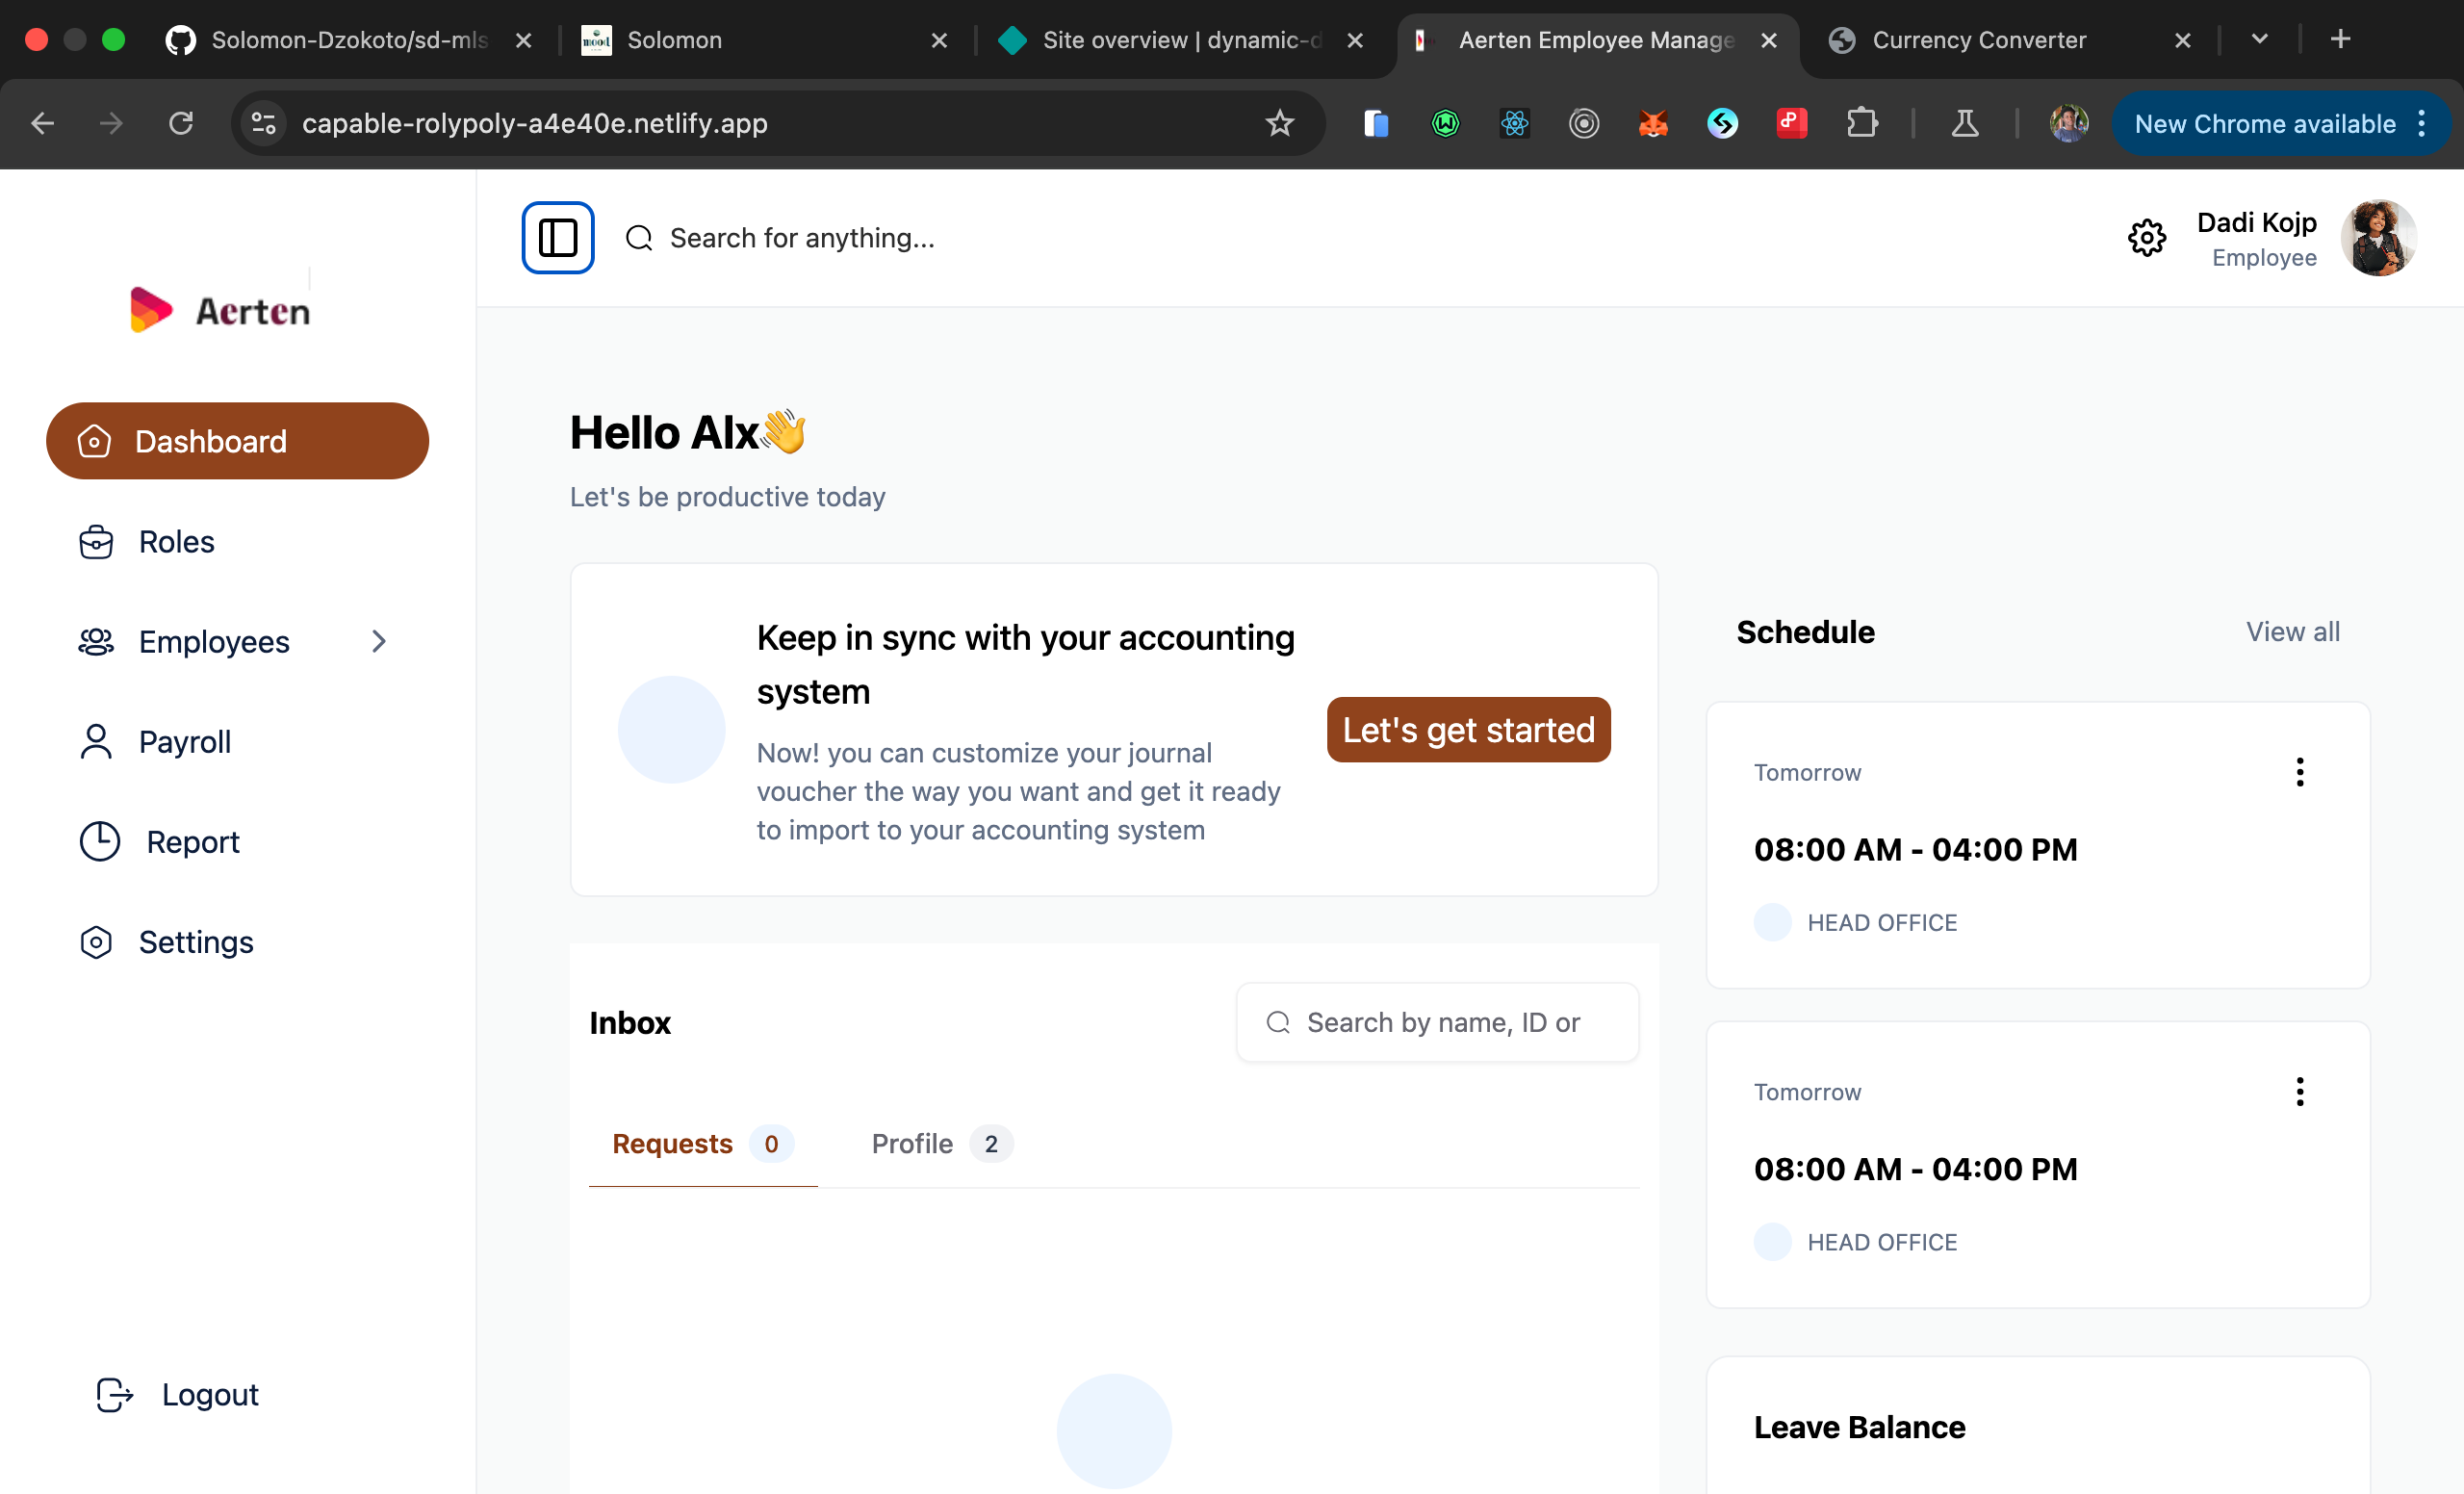 Solomon-Dzokoto/sd-mls
Solomon
Site overview | dynamic-d
Aerten Employee Manage
Currency Converter
capable-rolypoly-a4e40e.netlify.app
New Chrome available
Aerten
Search for anything...
Dadi Kojp
Employee
Dashboard
Roles
Employees
Payroll
Report
Settings
Logout
Hello Alx👋
Let's be productive today
Keep in sync with your accounting
system
Now! you can customize your journal
voucher the way you want and get it ready
to import to your accounting system
Let's get started
Inbox
Search by name, ID or
Requests 0
Profile 2
Schedule
View all
Tomorrow
08:00 AM - 04:00 PM
HEAD OFFICE
Tomorrow
08:00 AM - 04:00 PM
HEAD OFFICE
Leave Balance